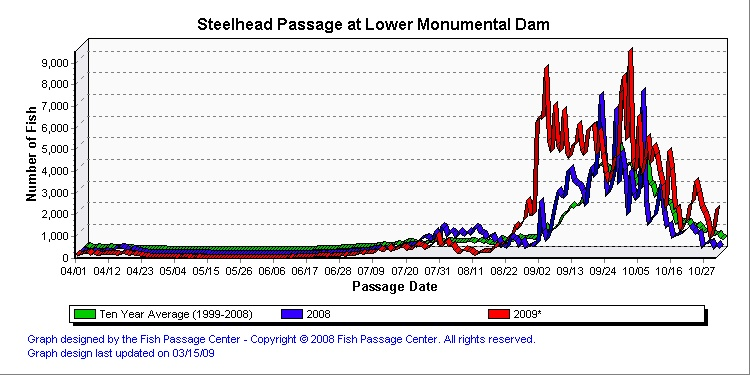 Steelhead Passage at Lower Monumental Dam
Number of Fish
9,000
8,000
7,000
6,000
5,000
4,000
3,000
2,000
1,000
0
04/01 04/12 04/23 05/04 05/15 05/26 06/06 06/17 06/28 07/09 07/20 07/31 08/11 08/22 09/02 09/13 09/24 10/05 10/16 10/27
Passage Date
Ten Year Average (1999-2008) 2008 2009*
Graph designed by the Fish Passage Center - Copyright © 2008 Fish Passage Center. All rights reserved.
Graph design last updated on 03/15/09